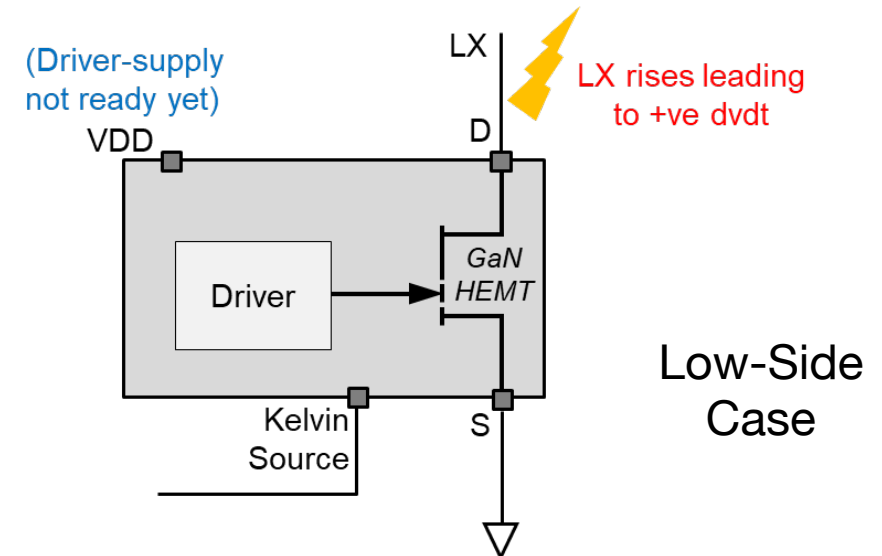 (Driver-supply
not ready yet)
VDD
LX
LX rises leading
to +ve dvdt
D
GaN
HEMT
Driver
Low-Side
Case
Kelvin
Source
S